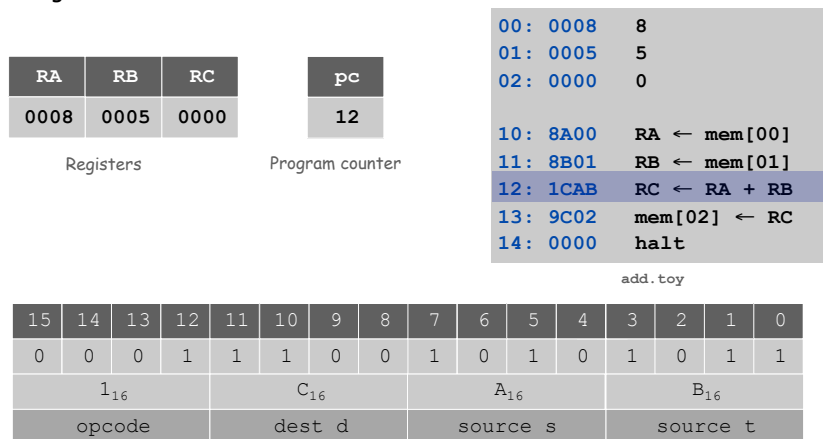 00: 0008 8
01: 0005 5
02: 0000 0
10: 8A00 RA ← mem[00]
11: 8B01 RB ← mem[01]
12: 1CAB RC ← RA + RB
13: 9C02 mem[02] ← RC
14: 0000 halt
add.toy
RA RB RC
0008 0005 0000
Registers
pc
12
Program counter
15 14 13 12 11 10 9 8 7 6 5 4 3 2 1 0
0 0 0 1 1 1 0 0 1 0 1 0 1 0 1 1
1₁₆ C₁₆ A₁₆ B₁₆
opcode dest d source s source t